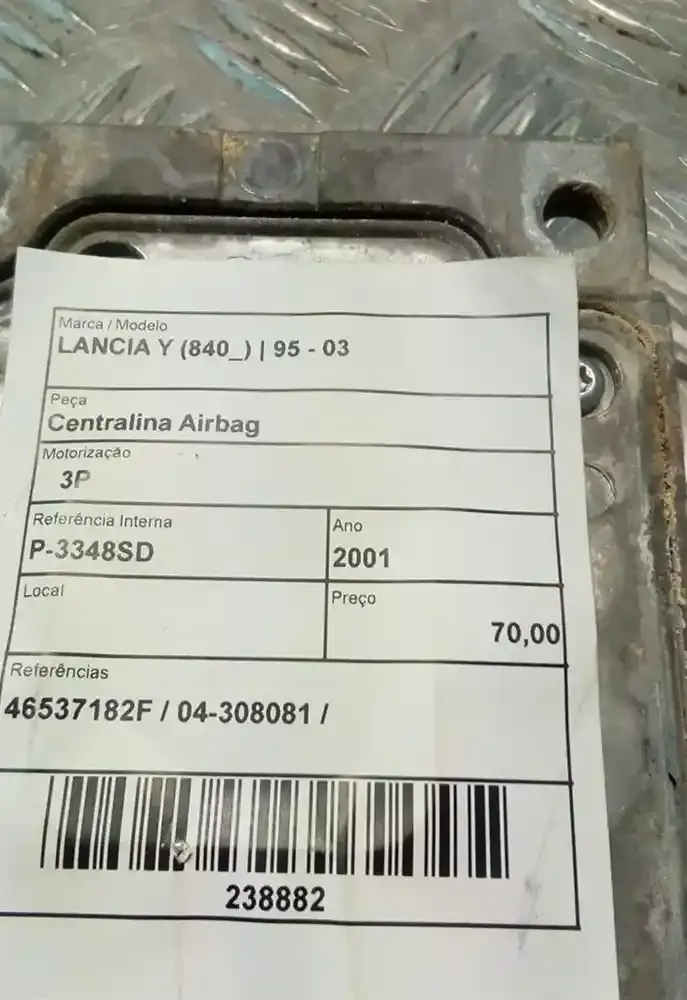 Marca / Modelo
LANCIA Y (840_) | 95 - 03
Peça
Centralina Airbag
Motorização
3P
Referência Interna
P-3348SD
Ano
2001
Local
Preço
70,00
Referências
46537182F / 04-308081 /
238882